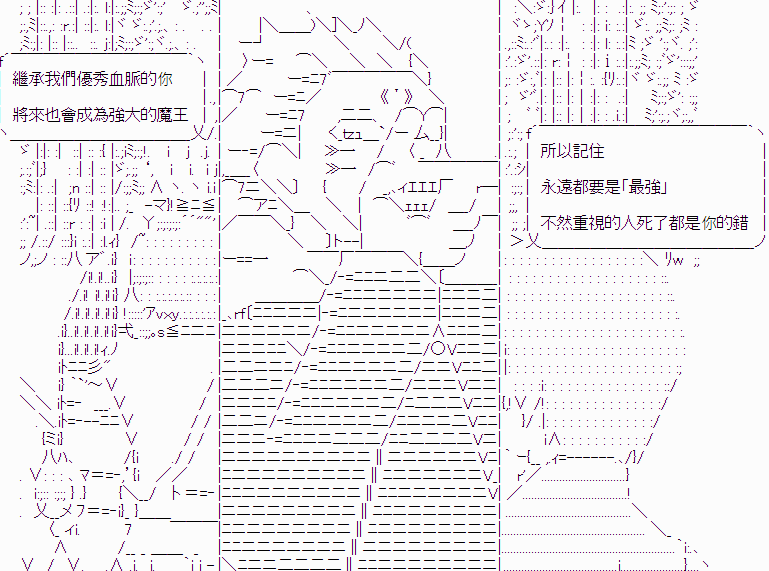 繼承我們優秀血脈的你
將來也會成為強大的魔王
所以記住
永遠都要是「最強」
不然重視的人死了都是你的錯